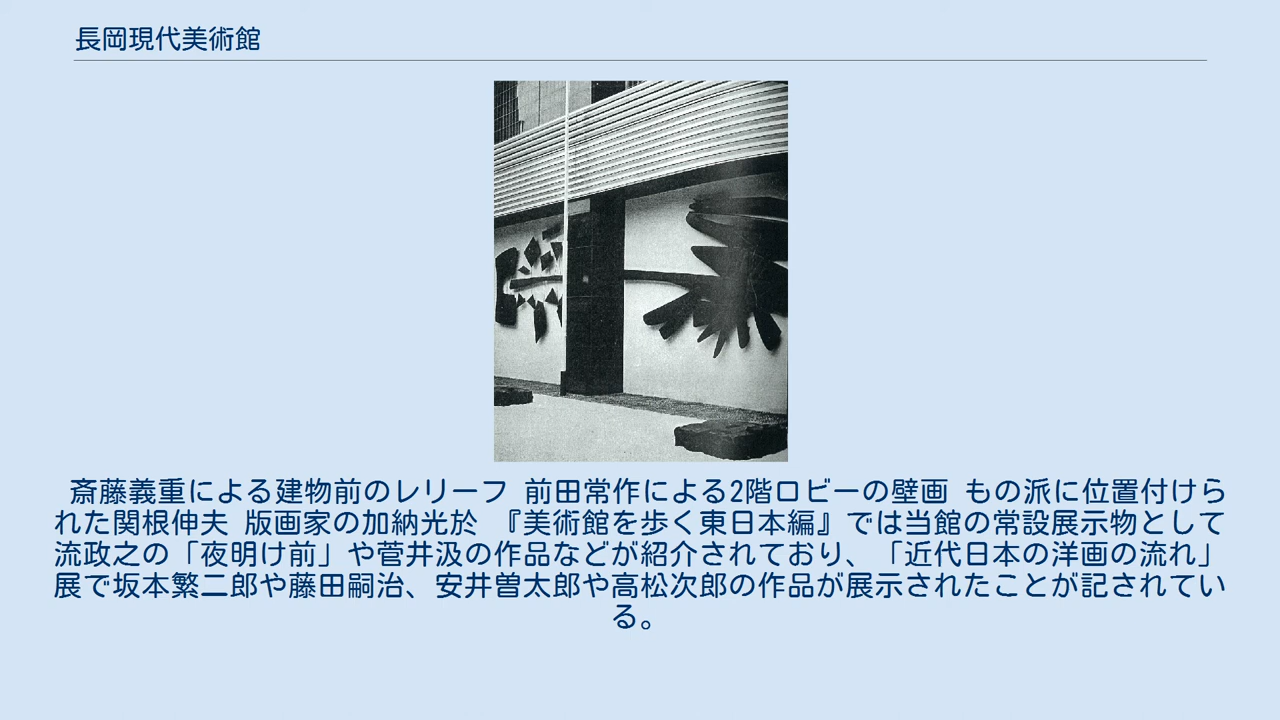 長岡現代美術館
斎藤義重による建物前のレリーフ 前田常作による2階ロビーの壁画 もの派に位置付けら
れた関根伸夫 版画家の加納光於 『美術館を歩く東日本編』では当館の常設展示物として
流政之の「夜明け前」や菅井汲の作品などが紹介されており、「近代日本の洋画の流れ」
展で坂本繁二郎や藤田嗣治、安井曽太郎や高松次郎の作品が展示されたことが記されてい
る。